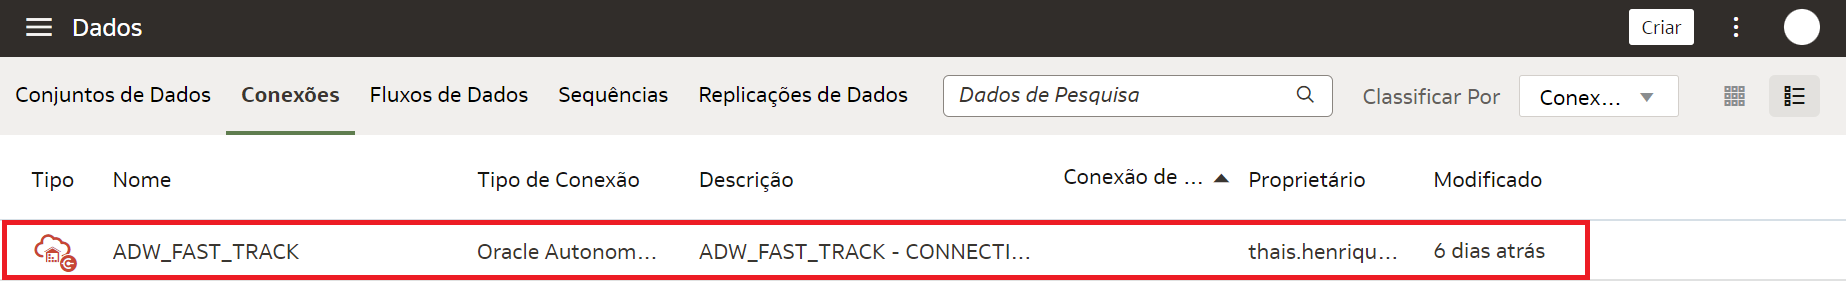 Dados
Criar
Conjuntos de Dados Conexões Fluxos de Dados Sequências Replicações de Dados Dados de Pesquisa Classificar Por Conex...
Tipo Nome Tipo de Conexão Descrição Conexão de ... Proprietário Modificado
ADW_FAST_TRACK Oracle Autonom... ADW_FAST_TRACK - CONNECTI... thais.henriqu... 6 dias atrás